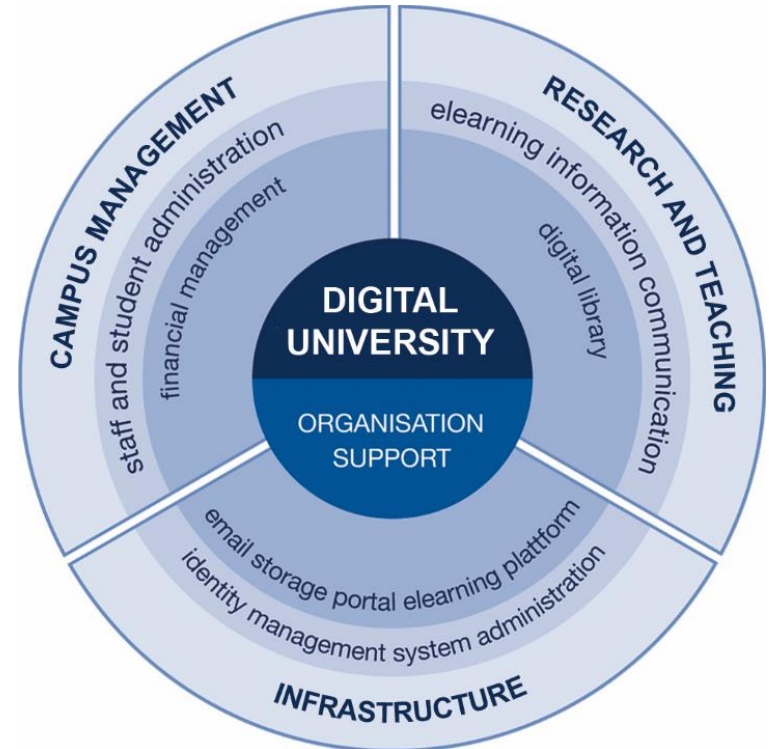 CAMPUS MANAGEMENT
staff and student administration
financial management
RESEARCH AND TEACHING
elearning information communication
digital library
DIGITAL
UNIVERSITY
ORGANISATION
SUPPORT
email storage portal elearning plattform
identity management system administration
INFRASTRUCTURE